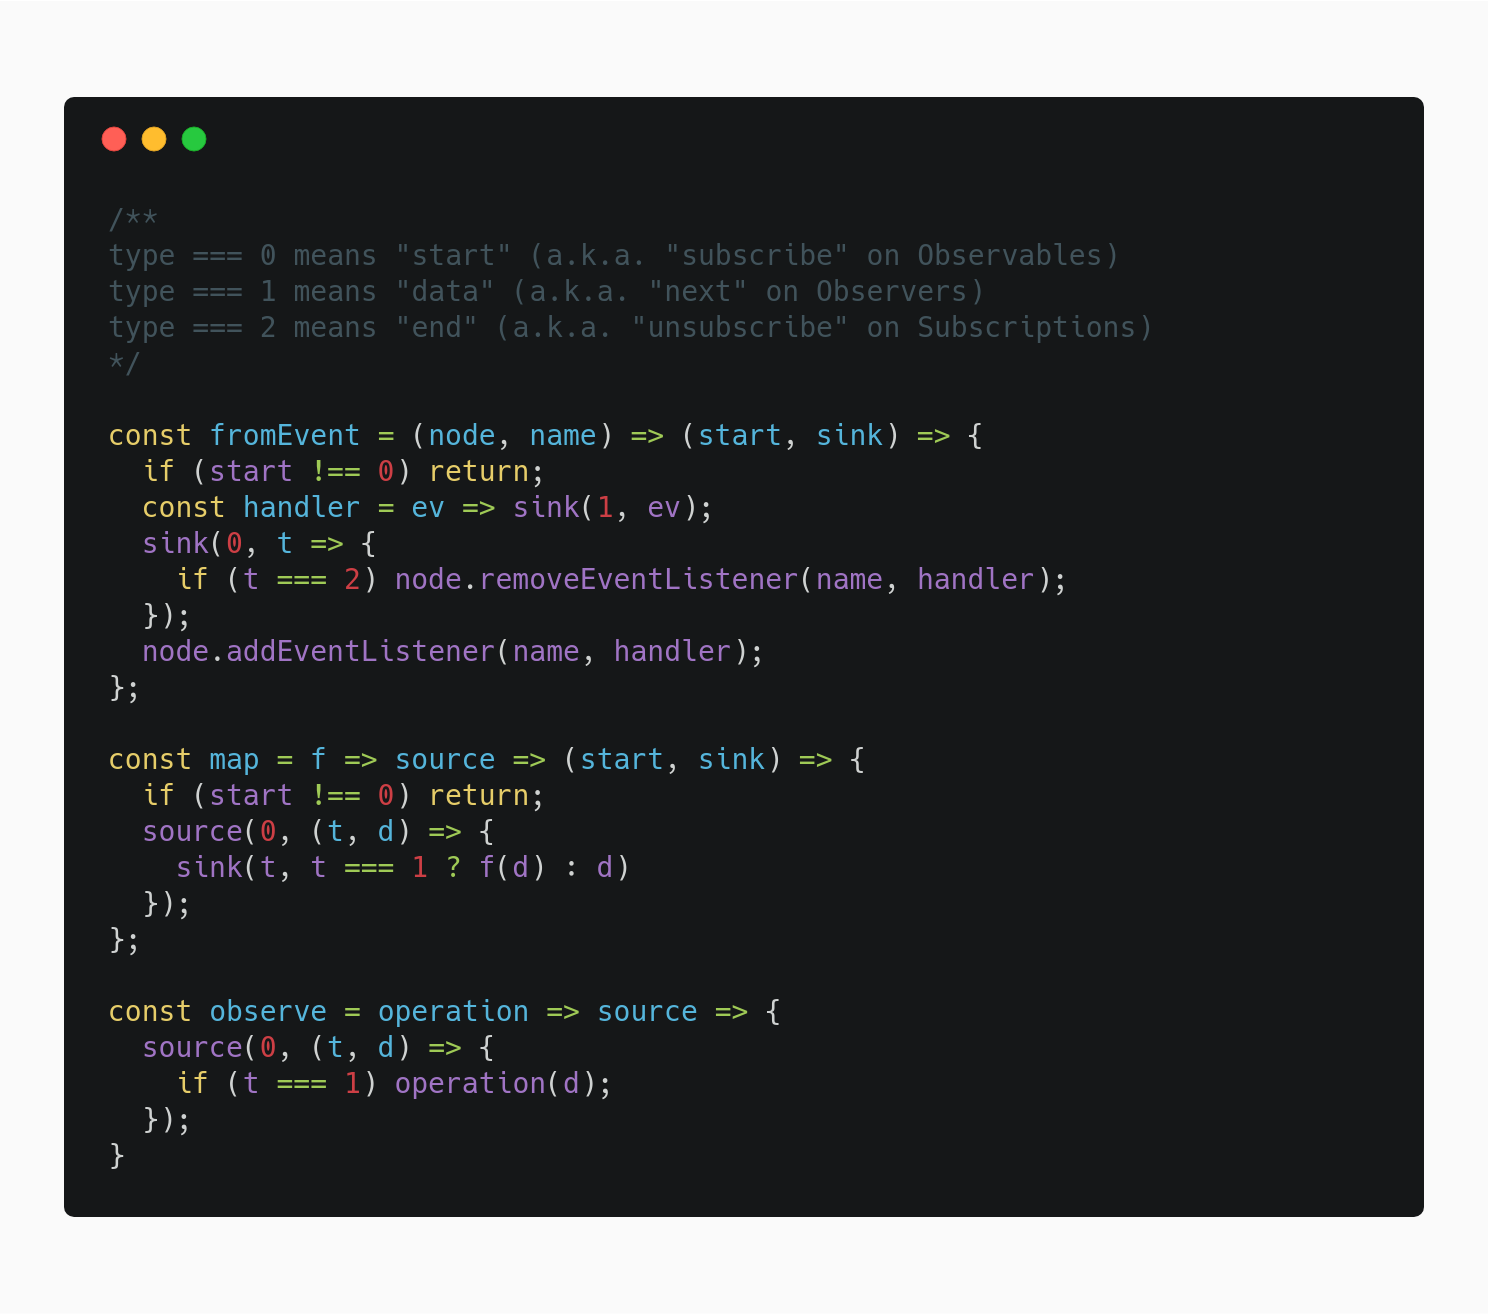 /**
type === 0 means "start" (a.k.a. "subscribe" on Observables)
type === 1 means "data" (a.k.a. "next" on Observers)
type === 2 means "end" (a.k.a. "unsubscribe" on Subscriptions)
*/

const fromEvent = (node, name) => (start, sink) => {
  if (start !== 0) return;
  const handler = ev => sink(1, ev);
  sink(0, t => {
    if (t === 2) node.removeEventListener(name, handler);
  });
  node.addEventListener(name, handler);
};

const map = f => source => (start, sink) => {
  if (start !== 0) return;
  source(0, (t, d) => {
    sink(t, t === 1 ? f(d) : d)
  });
};

const observe = operation => source => {
  source(0, (t, d) => {
    if (t === 1) operation(d);
  });
}